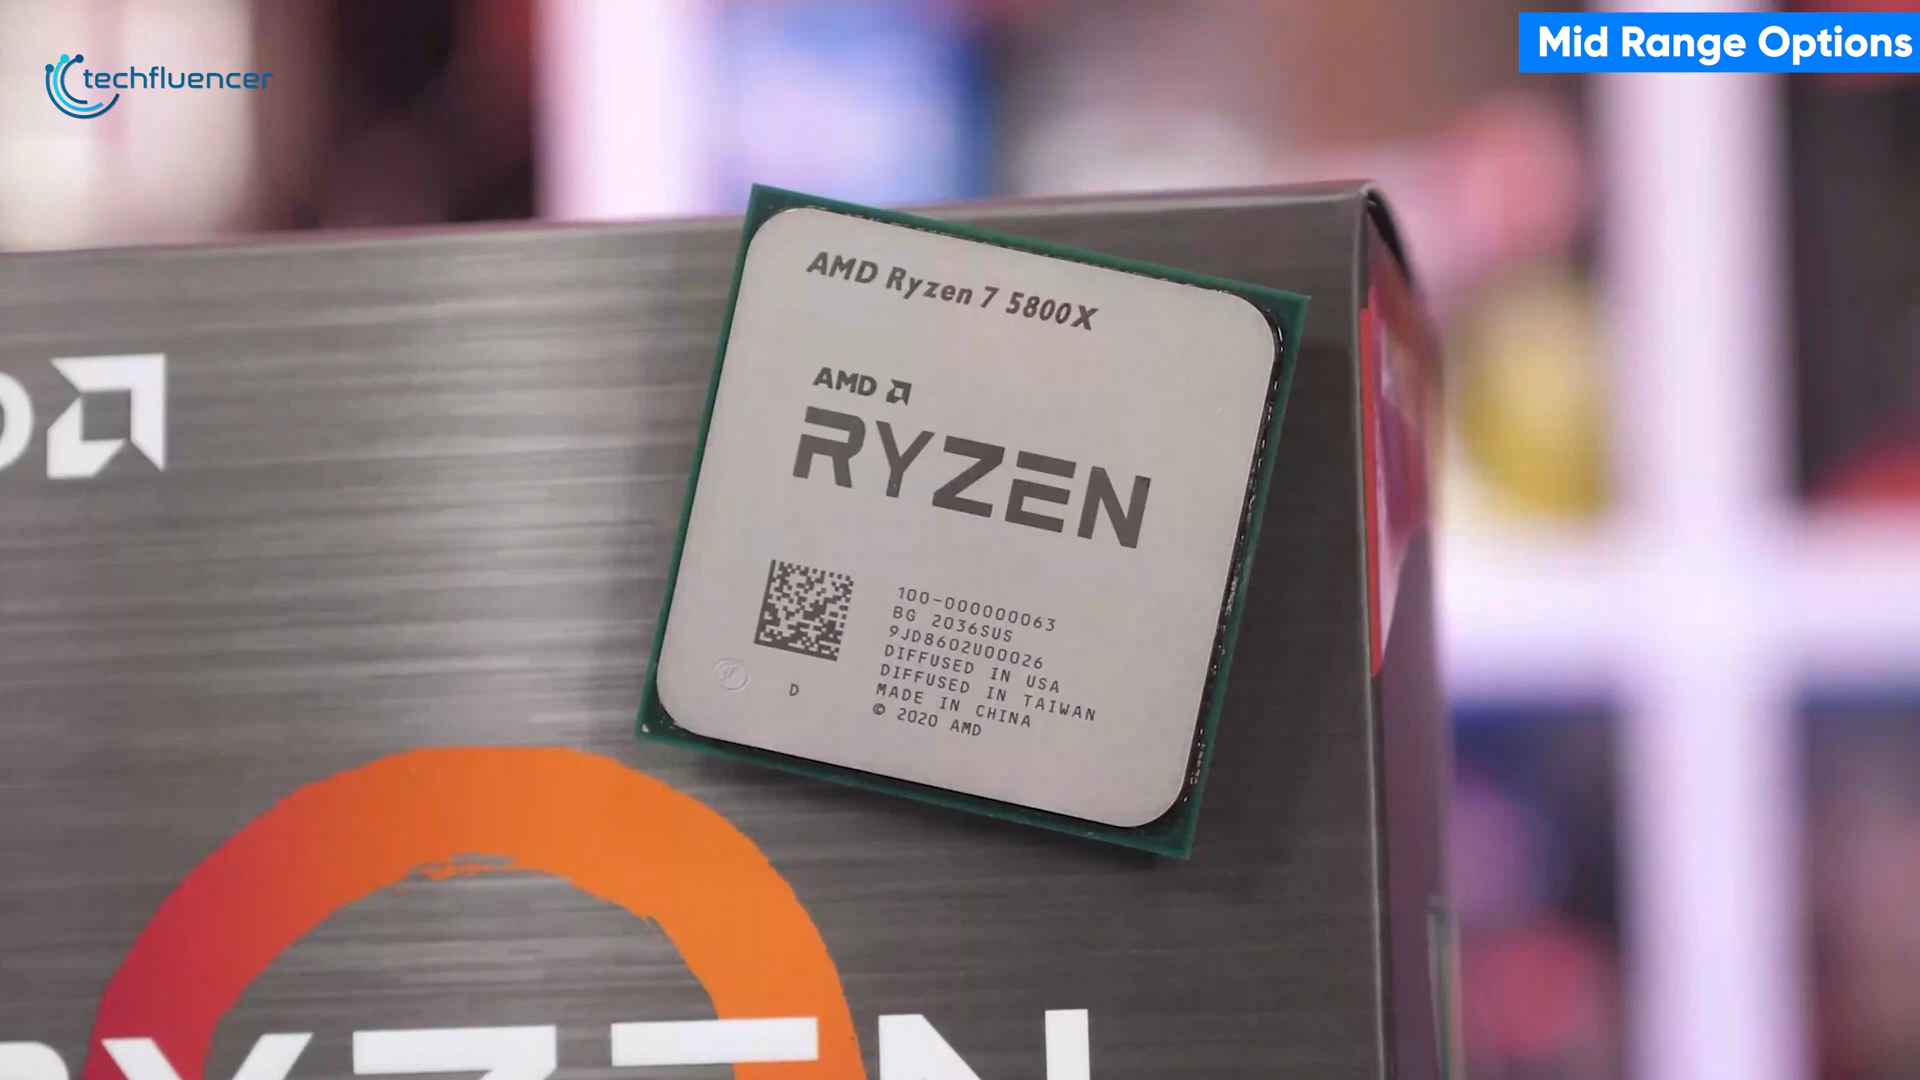 techfluencer
Mid Range Options
AMD Ryzen 7 5800X
AMD
RYZEN
100-000000063
BG 2036SUS
9JD8602U00026
DIFFUSED IN USA
DIFFUSED IN TAIWAN
MADE IN CHINA
© 2020 AMD
D
D
RYZEN